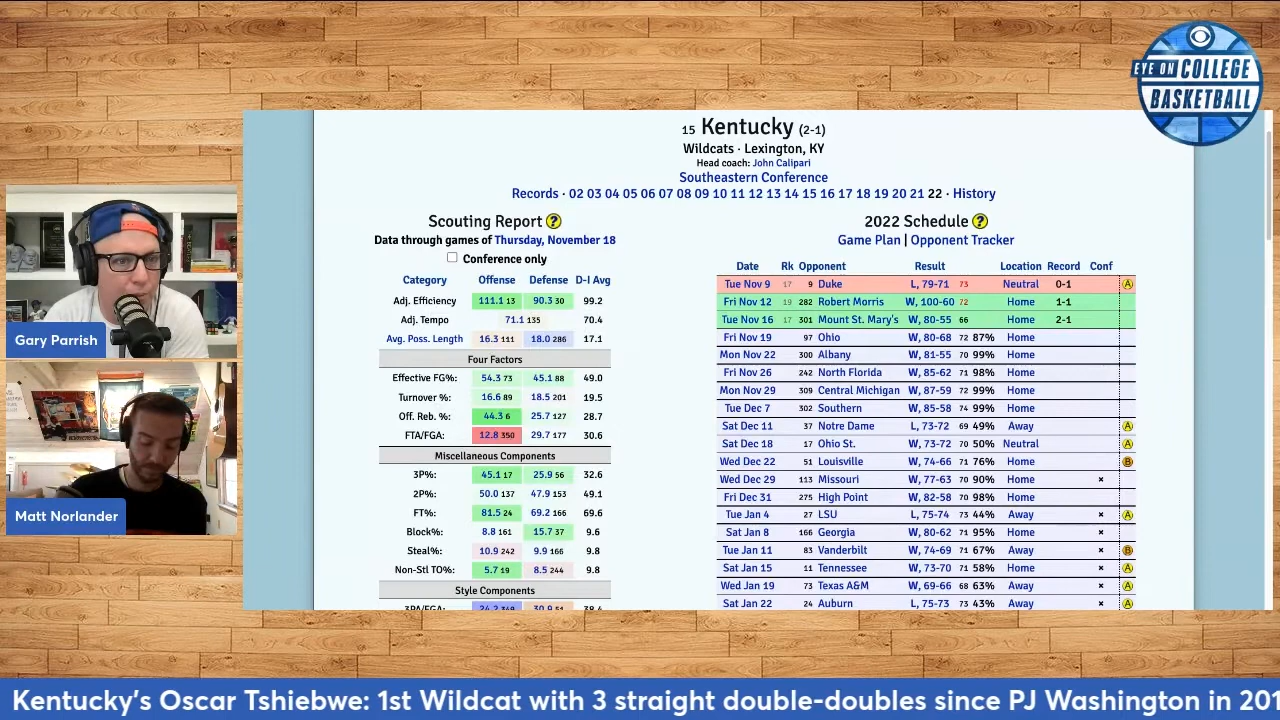 EYE ON COLLEGE
BASKETBALL
15 Kentucky (2-1)
Wildcats · Lexington, KY
Head coach: John Calipari
Southeastern Conference
Records · 02 03 04 05 06 07 08 09 10 11 12 13 14 15 16 17 18 19 20 21 22 · History
Scouting Report ?
Data through games of Thursday, November 18
Conference only
Category Offense Defense D-I Avg
Adj. Efficiency 111.1 13 90.3 30 99.2
Adj. Tempo 71.1 135 70.4
Avg. Poss. Length 16.3 111 18.0 286 17.1
Four Factors
Effective FG%: 54.3 73 45.1 88 49.0
Turnover %: 16.6 89 18.5 201 19.5
Off. Reb. %: 44.3 6 25.7 127 28.7
FTA/FGA: 12.8 350 29.7 177 30.6
Miscellaneous Components
3P%: 45.1 17 25.9 56 32.6
2P%: 50.0 137 47.9 153 49.1
FT%: 81.5 24 69.2 166 69.6
Block%: 8.8 161 15.7 37 9.6
Steal%: 10.9 242 9.9 166 9.8
Non-Stl TO%: 5.7 19 8.5 244 9.8
Style Components
3PA/FGA: 24.2 349 30.9 51 38.4
2022 Schedule ?
Game Plan | Opponent Tracker
Date Rk Opponent Result Location Record Conf
Tue Nov 9 17 9 Duke L, 79-71 73 Neutral 0-1 A
Fri Nov 12 19 282 Robert Morris W, 100-60 72 Home 1-1
Tue Nov 16 17 301 Mount St. Mary's W, 80-55 66 Home 2-1
Fri Nov 19 97 Ohio W, 80-68 72 87% Home
Mon Nov 22 300 Albany W, 81-55 70 99% Home
Fri Nov 26 242 North Florida W, 85-62 71 98% Home
Mon Nov 29 309 Central Michigan W, 87-59 72 99% Home
Tue Dec 7 302 Southern W, 85-58 74 99% Home
Sat Dec 11 37 Notre Dame L, 73-72 69 49% Away A
Sat Dec 18 17 Ohio St. W, 73-72 70 50% Neutral A
Wed Dec 22 51 Louisville W, 74-66 71 76% Home B
Wed Dec 29 113 Missouri W, 77-63 70 90% Home x
Fri Dec 31 275 High Point W, 82-58 70 98% Home
Tue Jan 4 27 LSU L, 75-74 73 44% Away x A
Sat Jan 8 166 Georgia W, 80-62 71 95% Home x
Tue Jan 11 83 Vanderbilt W, 74-69 71 67% Away x B
Sat Jan 15 11 Tennessee W, 73-70 71 58% Home x A
Wed Jan 19 73 Texas A&M W, 69-66 68 63% Away x A
Sat Jan 22 24 Auburn L, 75-73 73 43% Away x A
Gary Parrish
Matt Norlander
Kentucky's Oscar Tshiebwe: 1st Wildcat with 3 straight double-doubles since PJ Washington in 201